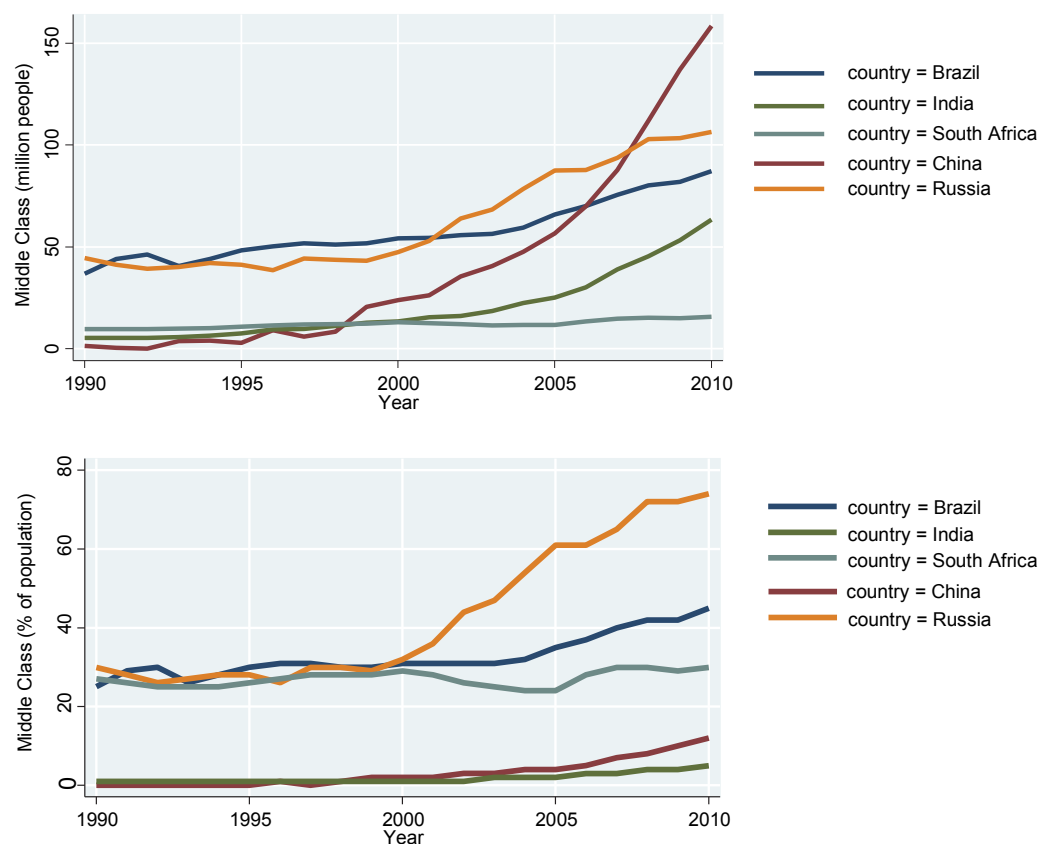 Middle Class (million people)
150
100
50
0
1990
1995
2000
2005
2010
Year
country = Brazil
country = India
country = South Africa
country = China
country = Russia
Middle Class (% of population)
80
60
40
20
0
1990
1995
2000
2005
2010
Year
country = Brazil
country = India
country = South Africa
country = China
country = Russia